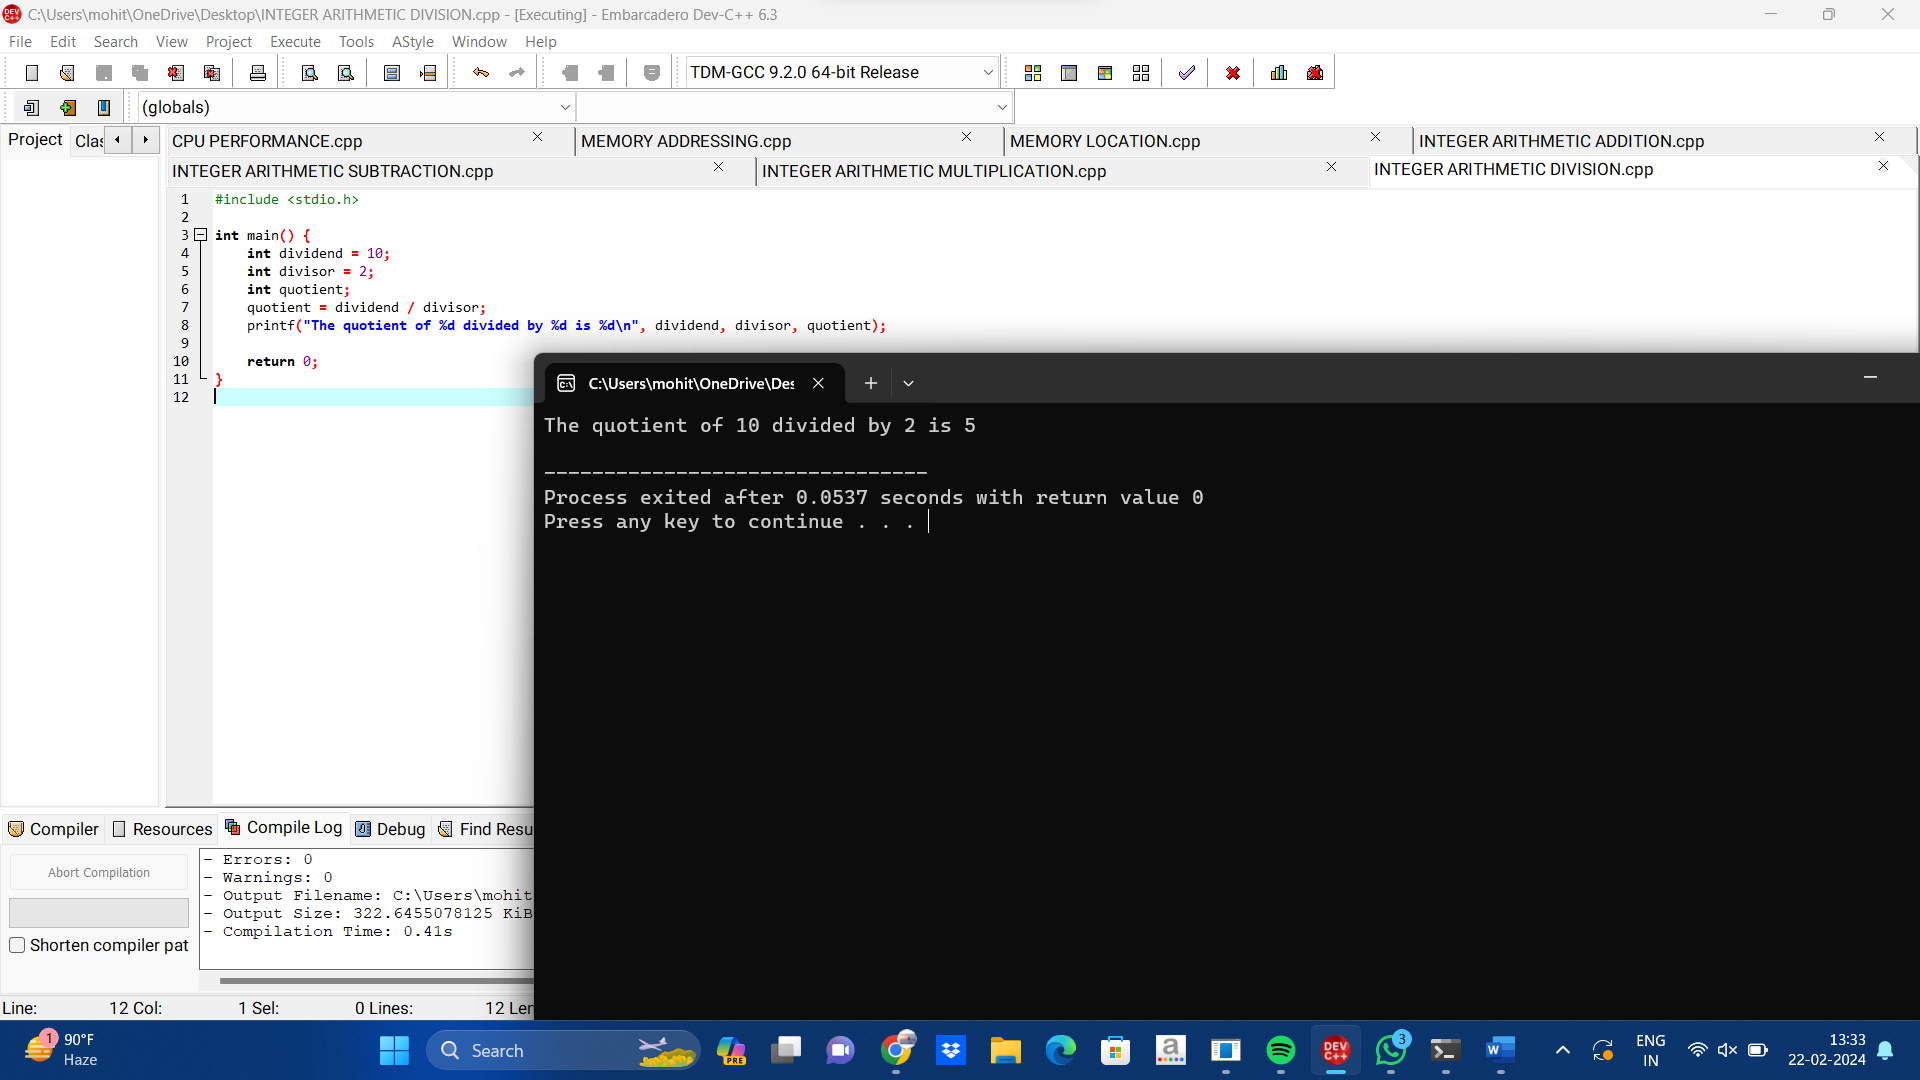 C:\Users\mohit\OneDrive\Desktop\INTEGER ARITHMETIC DIVISION.cpp - [Executing] - Embarcadero Dev-C++ 6.3
File Edit Search View Project Execute Tools AStyle Window Help
TDM-GCC 9.2.0 64-bit Release
(globals)
Project Clas CPU PERFORMANCE.cpp MEMORY ADDRESSING.cpp MEMORY LOCATION.cpp INTEGER ARITHMETIC ADDITION.cpp
INTEGER ARITHMETIC SUBTRACTION.cpp INTEGER ARITHMETIC MULTIPLICATION.cpp INTEGER ARITHMETIC DIVISION.cpp
1 #include <stdio.h>
2
3 int main() {
4 int dividend = 10;
5 int divisor = 2;
6 int quotient;
7 quotient = dividend / divisor;
8 printf("The quotient of %d divided by %d is %d\n", dividend, divisor, quotient);
9
10 return 0;
11 }
12
C:\Users\mohit\OneDrive\Des
The quotient of 10 divided by 2 is 5
--------------------------------
Process exited after 0.0537 seconds with return value 0
Press any key to continue . . .
Compiler Resources Compile Log Debug Find Resu
Abort Compilation
Shorten compiler pat
- Errors: 0
- Warnings: 0
- Output Filename: C:\Users\mohit
- Output Size: 322.6455078125 KiB
- Compilation Time: 0.41s
Line: 12 Col: 1 Sel: 0 Lines: 12 Ler
1
90°F
Haze
Search
PRE
DEV C++
3
ENG
IN
13:33
22-02-2024